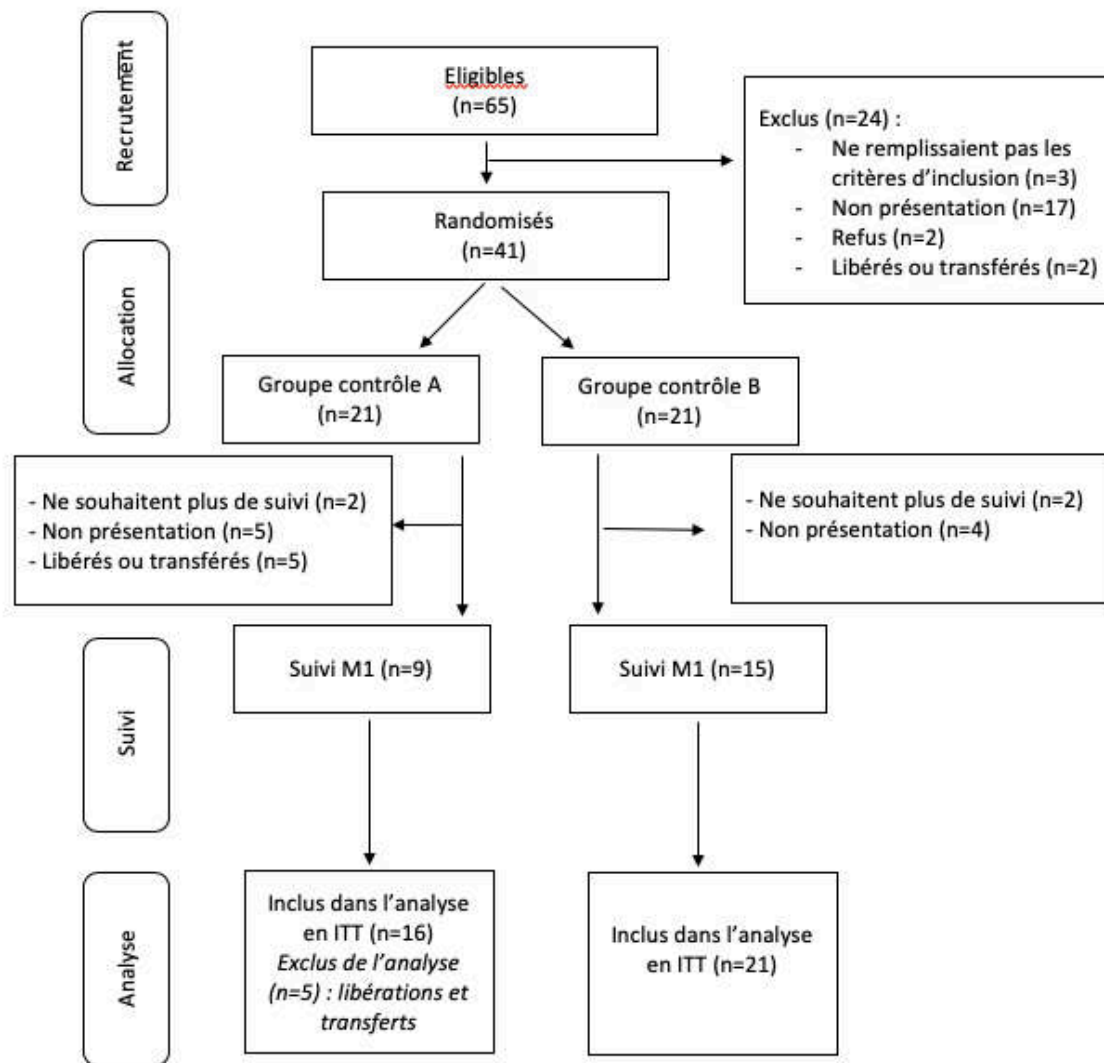 Recrutement
Eligibles
(n=65)
Exclus (n=24) :
- Ne remplissaient pas les
critères d'inclusion (n=3)
- Non présentation (n=17)
- Refus (n=2)
- Libérés ou transférés (n=2)
Randomisés
(n=41)
Allocation
Groupe contrôle A
(n=21)
Groupe contrôle B
(n=21)
- Ne souhaitent plus de suivi (n=2)
- Non présentation (n=5)
- Libérés ou transférés (n=5)
- Ne souhaitent plus de suivi (n=2)
- Non présentation (n=4)
Suivi
Suivi M1 (n=9)
Suivi M1 (n=15)
Analyse
Inclus dans l'analyse
en ITT (n=16)
Exclus de l'analyse
(n=5) : libérations et
transferts
Inclus dans l'analyse
en ITT (n=21)